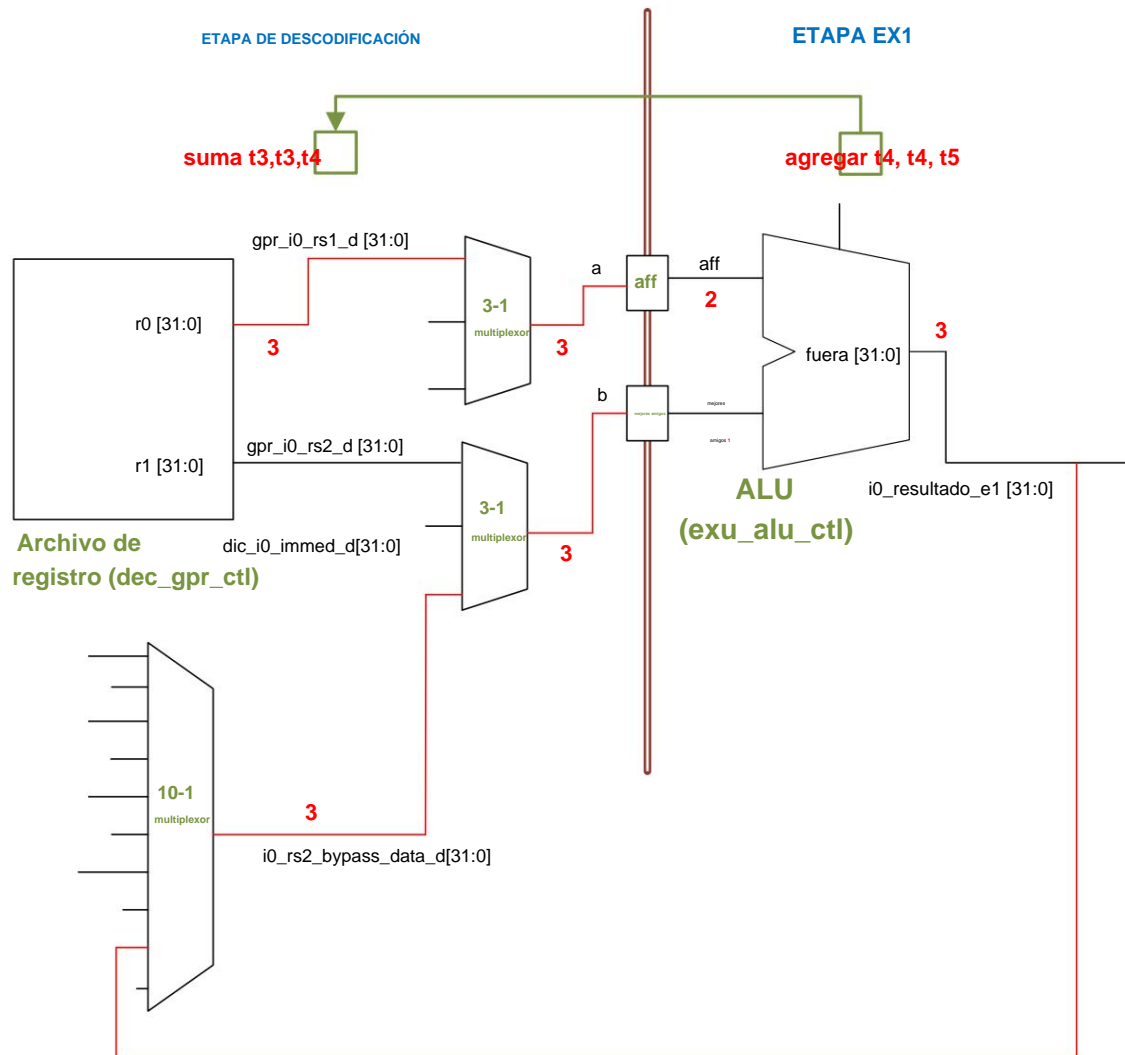 ETAPA DE DESCODIFICACIÓN
ETAPA EX1
suma t3,t3,t4
agregar t4, t4, t5
gpr_i0_rs1_d [31:0]
r0 [31:0]
3
3-1
multiplexor
3
a
aff
aff
2
fuera [31:0]
3
b
mejores amigos
mejores
amigos 1
gpr_i0_rs2_d [31:0]
r1 [31:0]
3-1
multiplexor
3
dic_i0_immed_d[31:0]
ALU
(exu_alu_ctl)
i0_resultado_e1 [31:0]
Archivo de
registro (dec_gpr_ctl)
10-1
multiplexor
3
i0_rs2_bypass_data_d[31:0]